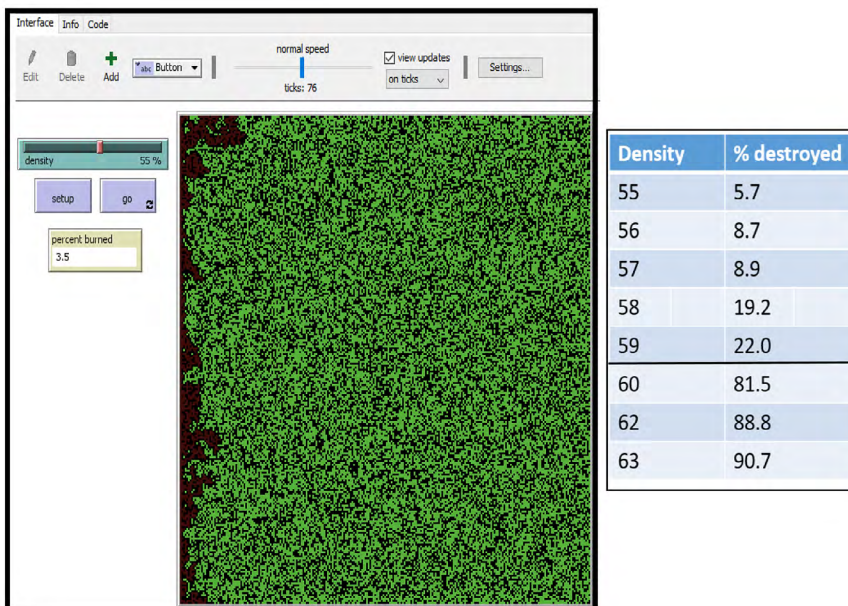 Interface Info Code
Edit
Delete
Add
abc Button
normal speed
ticks: 76
view updates
on ticks
Settings...
density 55 %
setup
go
percent burned
3.5
Density % destroyed
55 5.7
56 8.7
57 8.9
58 19.2
59 22.0
60 81.5
62 88.8
63 90.7